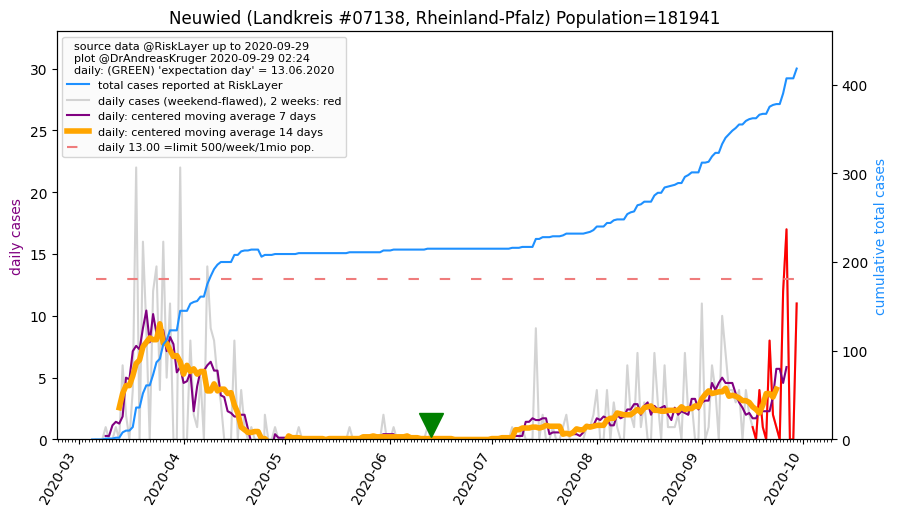 Neuwied (Landkreis #07138, Rheinland-Pfalz) Population=181941
source data @RiskLayer up to 2020-09-29
plot @DrAndreasKruger 2020-09-29 02:24
daily: (GREEN) 'expectation day' = 13.06.2020
total cases reported at RiskLayer
daily cases (weekend-flawed), 2 weeks: red
daily: centered moving average 7 days
daily: centered moving average 14 days
daily 13.00 =limit 500/week/1mio pop.
daily cases
30
25
20
15
10
5
0
cumulative total cases
400
300
200
100
0
2020-03
2020-04
2020-05
2020-06
2020-07
2020-08
2020-09
2020-10